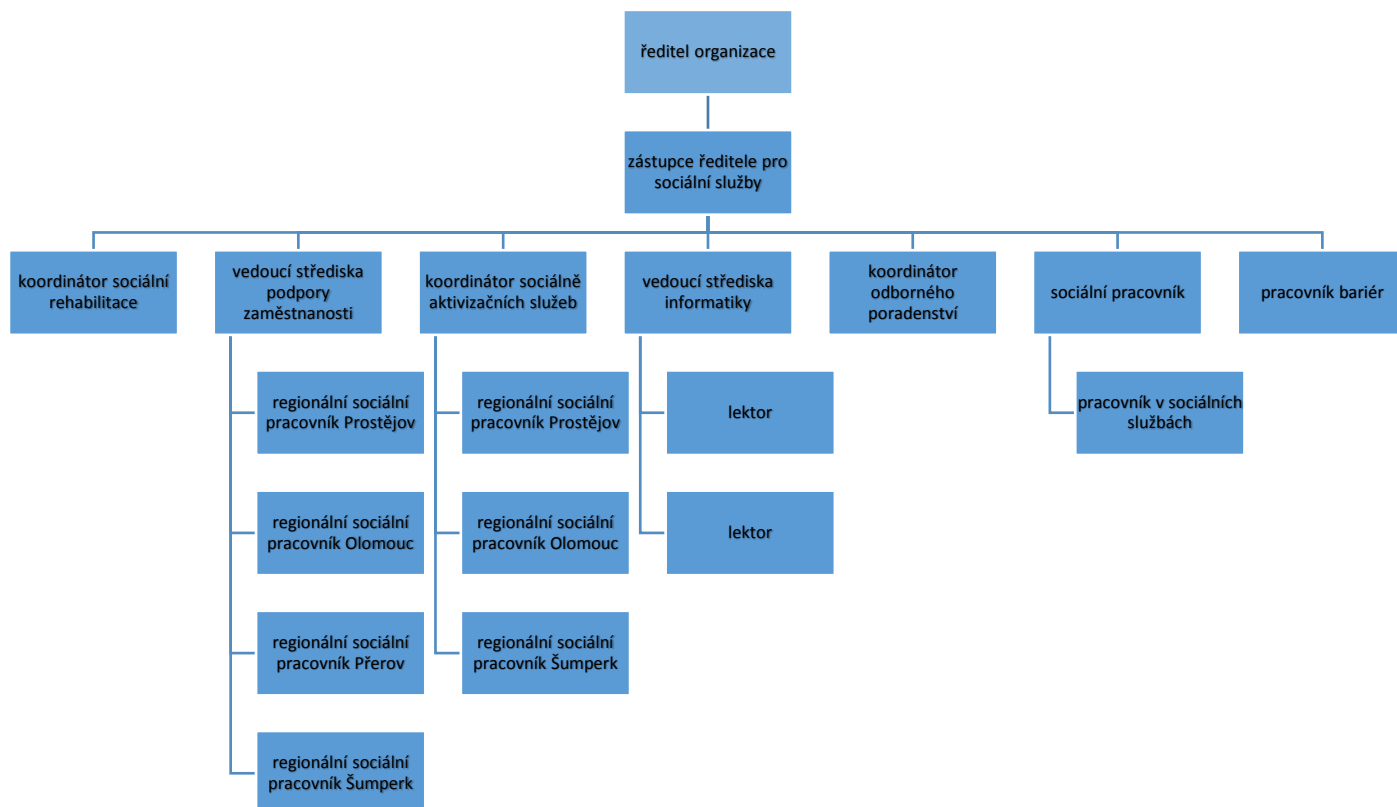 ředitel organizace
zástupce ředitele pro
sociální služby
koordinátor sociální
rehabilitace
vedoucí střediska
podpory
zaměstnanosti
koordinátor sociálně
aktivizačních služeb
vedoucí střediska
informatiky
koordinátor
odborného
poradenství
sociální pracovník
pracovník bariér
regionální sociální
pracovník Prostějov
regionální sociální
pracovník Prostějov
lektor
pracovník v sociálních
službách
regionální sociální
pracovník Olomouc
regionální sociální
pracovník Olomouc
lektor
regionální sociální
pracovník Přerov
regionální sociální
pracovník Šumperk
regionální sociální
pracovník Šumperk